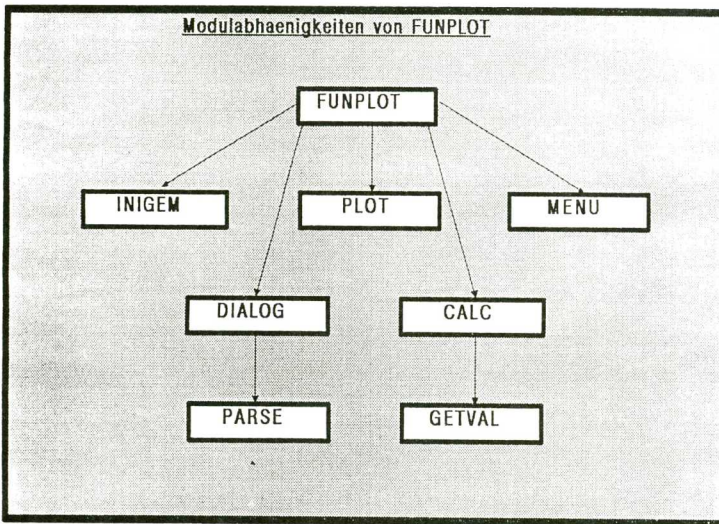 Modulabhaenigkeiten von FUNPLOT
FUNPLOT
INIGEM
PLOT
MENU
DIALOG
CALC
PARSE
GETVAL